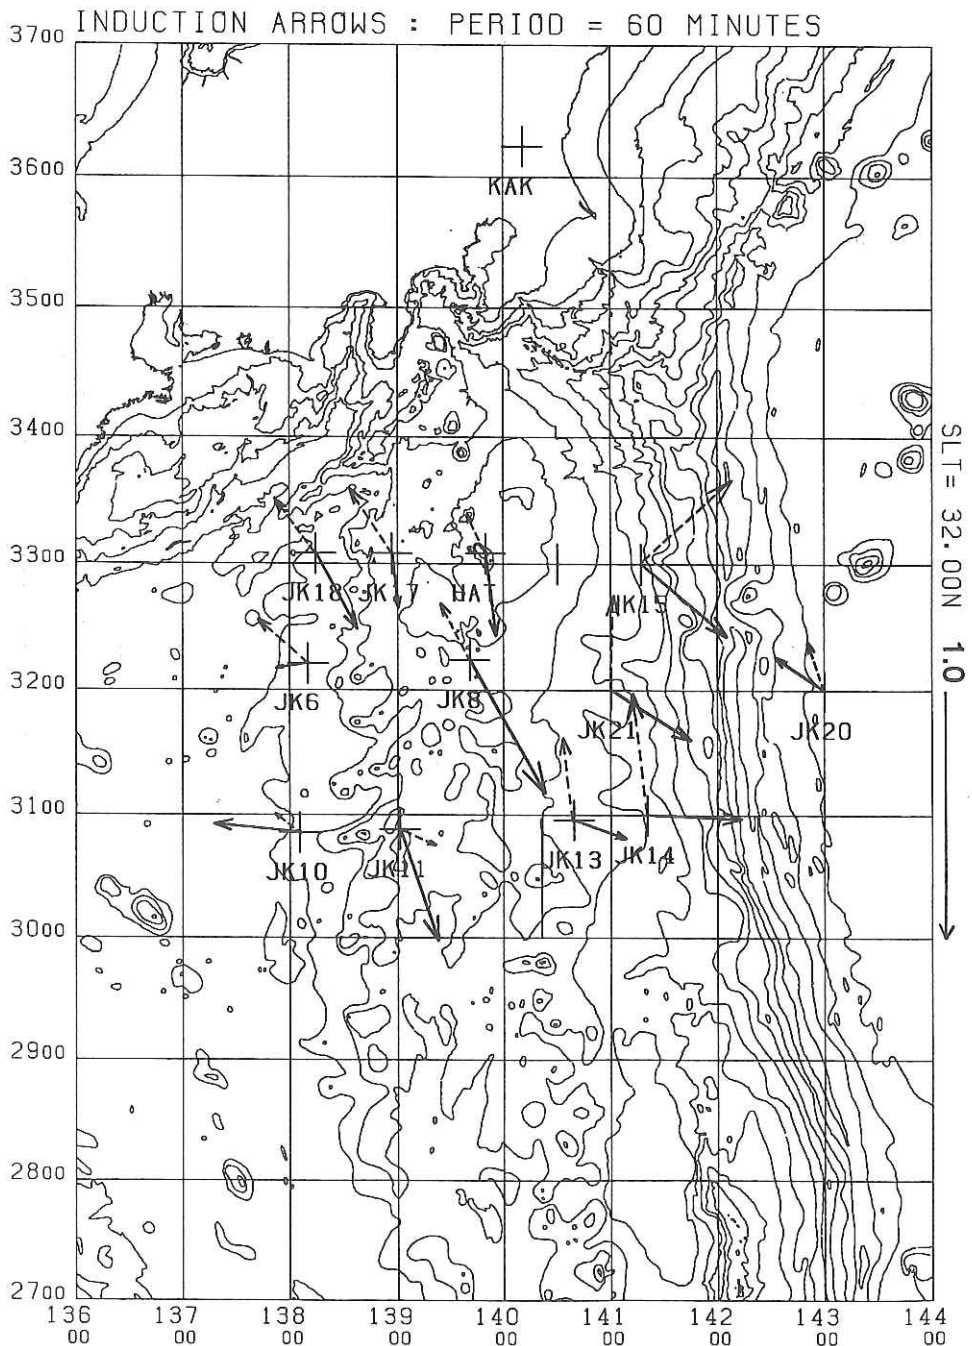 INDUCTION ARROWS : PERIOD = 60 MINUTES
3700
3600
KAK
3500
3400
3300
JK18 JK17 HAT JK15
SLT= 32.00N 1.0
JK6 JK8
3200
JK21 JK20
3100
JK10 JK11 JK13 JK14
3000
2900
2800
2700
136 137 138 139 140 141 142 143 144
00 00 00 00 00 00 00 00 00